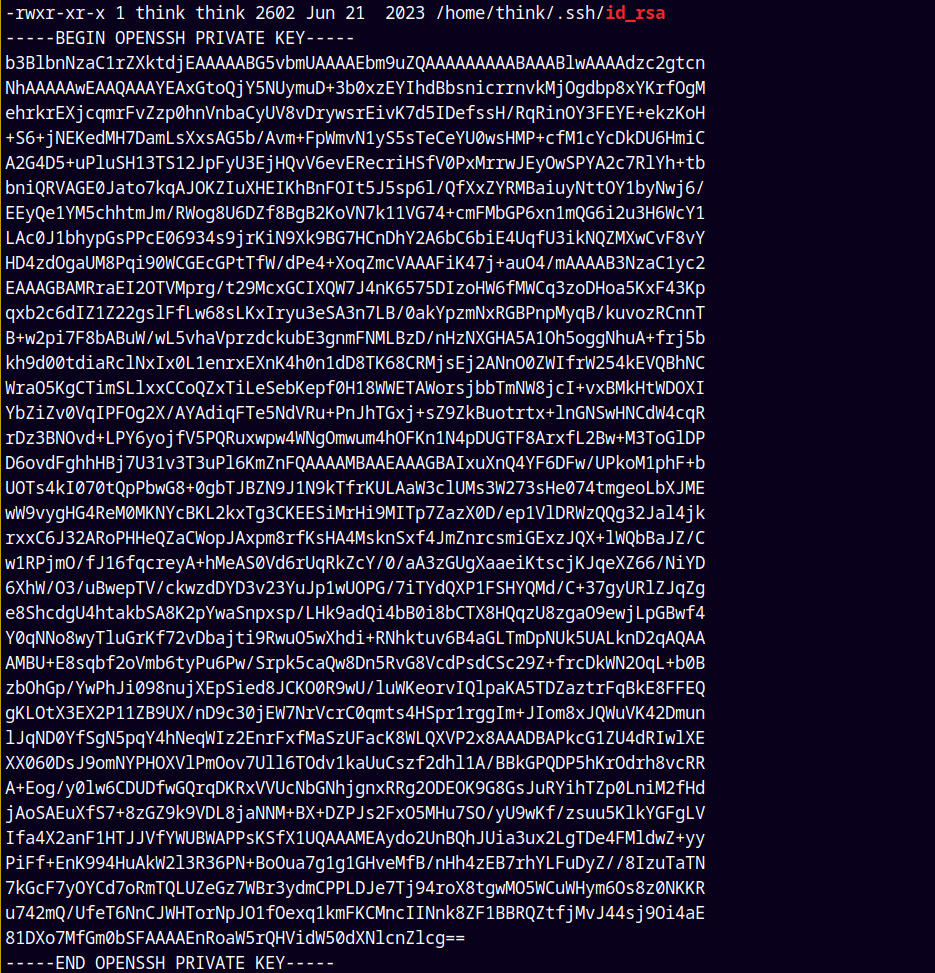 -rwxr-xr-x 1 think think 2602 Jun 21  2023 /home/think/.ssh/id_rsa
-----BEGIN OPENSSH PRIVATE KEY-----
b3BlbnNzaC1rZXktdjEAAAAABG5vbmUAAAAEbm9uZQAAAAAAAAABAAABlwAAAAdzc2gtcn
NhAAAAAwEAAQAAAYEAxGtoQjY5NUymuD+3b0xzEYIhdBbsnicrrnvkMjOgdbp8xYKrfOgM
ehrkrEXjcqmrFvZzp0hnVnbaCyUV8vDrywsrEivK7d5IDefssH/RqRinOY3FEYE+ekzKoH
+S6+jNEKedMH7DamLsXxsAG5b/Avm+FpWmvN1yS5sTeCeYU0wsHMP+cfM1cYcDkDU6HmiC
A2G4D5+uPluSH13TS12JpFyU3EjHQvV6evERecriHSfV0PxMrrwJEyOwSPYA2c7RlYh+tb
bniQRVAGE0Jato7kqAJOKZIuXHEIKhBnFOIt5J5sp6l/QfXxZYRMBaiuyNttOY1byNwj6/
EEyQe1YM5chhtmJm/RWog8U6DZf8BgB2KoVN7k11VG74+cmFMbGP6xn1mQG6i2u3H6WcY1
LAc0J1bhypGsPPcE06934s9jrKiN9Xk9BG7HCnDhY2A6bC6biE4UqfU3ikNQZMXwCvF8vY
HD4zdOgaUM8Pqi90WCGEcGPtTfW/dPe4+XoqZmcVAAAFiK47j+auO4/mAAAAB3NzaC1yc2
EAAAGBAMRraEI2OTVMprg/t29McxGCIXQW7J4nK6575DIzoHW6fMWCq3zoDHoa5KxF43Kp
qxb2c6dIZ1Z22gslFfLw68sLKxIryu3eSA3n7LB/0akYpzmNxRGBPnpMyqB/kuvozRCnnT
B+w2pi7F8bABuW/wL5vhaVprzdckubE3gnmFNMLBzD/nHzNXGHA5A1Oh5oggNhuA+frj5b
kh9d00tdiaRclNxIx0L1enrxEXnK4h0n1dD8TK68CRMjsEj2ANnO0ZWIfrW254kEVQBhNC
WraO5KgCTimSLlxxCCoQZxTiLeSebKepf0H18WWETAWorsjbbTmNW8jcI+vxBMkHtWDOXI
YbZiZv0VqIPFOg2X/AYAdiqFTe5NdVRu+PnJhTGxj+sZ9ZkBuotrtx+lnGNSwHNCdW4cqR
rDz3BNOvd+LPY6yojfV5PQRuxwpw4WNgOmwum4hOFKn1N4pDUGTF8ArxfL2Bw+M3ToGlDP
D6ovdFghhHBj7U31v3T3uPl6KmZnFQAAAAMBAAEAAAGBAIxuXnQ4YF6DFw/UPkoM1phF+b
UOTs4kI070tQpPbwG8+0gbTJBZN9J1N9kTfrKULAaW3clUMs3W273sHe074tmgeoLbXJME
wW9vygHG4ReM0MKNYcBKL2kxTg3CKEESiMrHi9MITp7ZazX0D/ep1VlDRWzQQg32Jal4jk
rxxC6J32ARoPHHeQZaCWopJAxpm8rfKsHA4MsknSxf4JmZnrcsmiGExzJQX+lWQbBaJZ/C
w1RPjmO/fJ16fqcreyA+hMeAS0Vd6rUqRkZcY/0/aA3zGUgXaaeiKtscjKJqeXZ66/NiYD
6XhW/O3/uBwepTV/ckwzdDYD3v23YuJp1wUOPG/7iTYdQXP1FSHYQMd/C+37gyURlZJqZg
e8ShcdgU4htakbSA8K2pYwaSnpxsp/LHk9adQi4bB0i8bCTX8HQqzU8zgaO9ewjLpGBwf4
Y0qNNo8wyTluGrKf72vDbajti9RwuO5wXhdi+RNhktuv6B4aGLTmDpNUk5UALknD2qAQAA
AMBU+E8sqbf2oVmb6tyPu6Pw/Srpk5caQw8Dn5RvG8VcdPsdCSc29Z+frcDkWN2OqL+b0B
zbOhGp/YwPhJi098nujXEpSied8JCKO0R9wU/luWKeorvIQlpaKA5TDZaztrFqBkE8FFEQ
gKLOtX3EX2P11ZB9UX/nD9c30jEW7NrVcrC0qmts4HSpr1rggIm+JIom8xJQWuVK42Dmun
lJqND0YfSgN5pqY4hNeqWIz2EnrFxfMaSzUFacK8WLQXVP2x8AAADBAPkcG1ZU4dRIwlXE
XX060DsJ9omNYPHOXVlPmOov7Ull6TOdv1kaUuCszf2dhl1A/BBkGPQDP5hKrOdrh8vcRR
A+Eog/y0lw6CDUDfwGQrqDKRxVVUcNbGNhjgnxRRg2ODEOK9G8GsJuRYihTZp0LniM2fHd
jAoSAEuXfS7+8zGZ9k9VDL8jaNNM+BX+DZPJs2FxO5MHu7SO/yU9wKf/zsuu5KlkYGFgLV
Ifa4X2anF1HTJJVfYWUBWAPPsKSfX1UQAAAMEAydo2UnBQhJUia3ux2LgTDe4FMldwZ+yy
PiFf+EnK994HuAkW2l3R36PN+BoOua7g1g1GHveMfB/nHh4zEB7rhYLFuDyZ//8IzuTaTN
7kGcF7yOYCd7oRmTQLUZeGz7WBr3ydmCPPLDJe7Tj94roX8tgwMO5WCuWHym6Os8z0NKKR
u742mQ/UfeT6NnCJWHTorNpJO1fOexq1kmFKCMncIINnk8ZF1BBRQZtfjMvJ44sj9Oi4aE
81DXo7MfGm0bSFAAAAEnRoaW5rQHVidW50dXNlcnZlcg==
-----END OPENSSH PRIVATE KEY-----